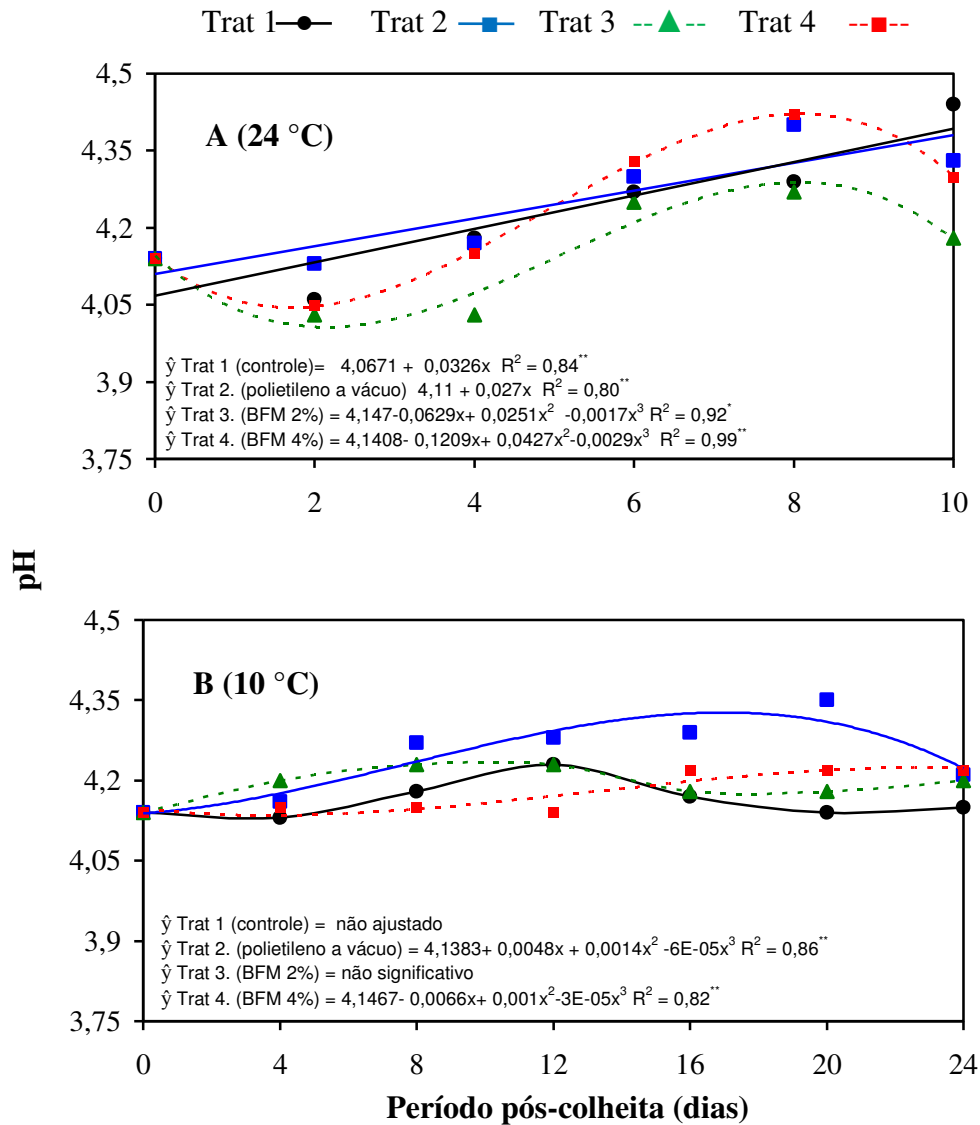 Trat 1 Trat 2 Trat 3 Trat 4
4,5
A (24 °C)
4,35
4,2
4,05
3,9
3,75
ŷ Trat 1 (controle)= 4,0671 + 0,0326x R² = 0,84**
ŷ Trat 2. (polietileno a vácuo) 4,11 + 0,027x R² = 0,80**
ŷ Trat 3. (BFM 2%) = 4,147-0,0629x+ 0,0251x² -0,0017x³ R² = 0,92*
ŷ Trat 4. (BFM 4%) = 4,1408- 0,1209x+ 0,0427x²-0,0029x³ R² = 0,99**
0 2 4 6 8 10
pH
4,5
B (10 °C)
4,35
4,2
4,05
3,9
3,75
ŷ Trat 1 (controle) = não ajustado
ŷ Trat 2. (polietileno a vácuo) = 4,1383+ 0,0048x + 0,0014x² -6E-05x³ R² = 0,86**
ŷ Trat 3. (BFM 2%) = não significativo
ŷ Trat 4. (BFM 4%) = 4,1467- 0,0066x+ 0,001x²-3E-05x³ R² = 0,82**
0 4 8 12 16 20 24
Período pós-colheita (dias)